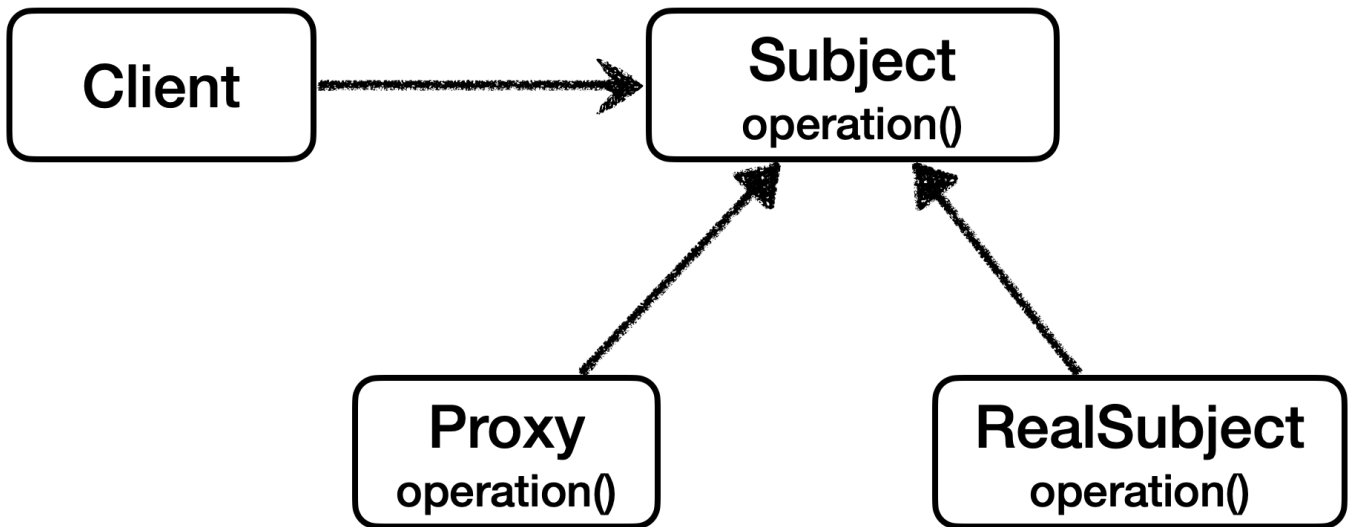 Client
Subject
operation()
Proxy
operation()
RealSubject
operation()